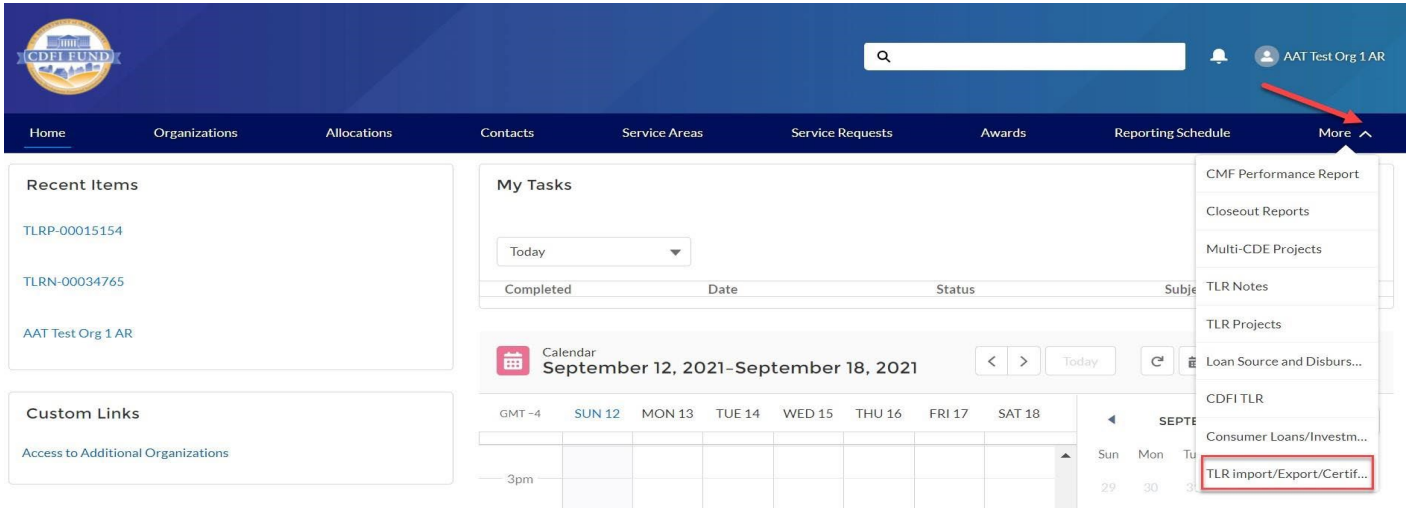 CDFI FUND
AAT Test Org 1 AR
Home Organizations Allocations Contacts Service Areas Service Requests Awards Reporting Schedule More
Recent Items
TLRP-00015154
TLRN-00034765
AAT Test Org 1 AR
Custom Links
Access to Additional Organizations
My Tasks
Today
Completed Date Status Subje
Calendar
September 12, 2021–September 18, 2021
Today
GMT -4 SUN 12 MON 13 TUE 14 WED 15 THU 16 FRI 17 SAT 18
3pm
SEPTE
Sun Mon Tu
29 30
CMF Performance Report
Closeout Reports
Multi-CDE Projects
TLR Notes
TLR Projects
Loan Source and Disburs...
CDFI TLR
Consumer Loans/Investm...
TLR import/Export/Certif...